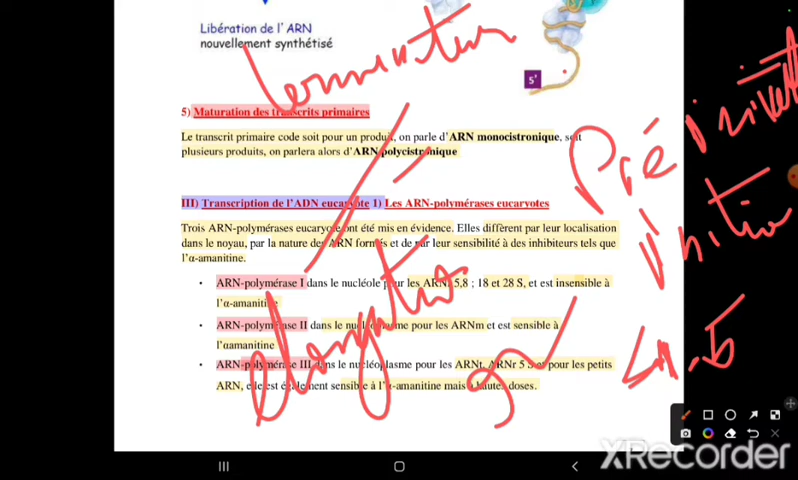 Libération de l'ARN
nouvellement synthétisé
5'
5) Maturation des transcrits primaires
Le transcrit primaire code soit pour un produit, on parle d'ARN monocistronique, soit
plusieurs produits, on parlera alors d'ARN polycistronique
III) Transcription de l'ADN eucaryote 1) Les ARN-polymérases eucaryotes
Trois ARN-polymérases eucaryote ont été mis en évidence. Elles diffèrent par leur localisation
dans le noyau, par la nature des ARN formés et de par leur sensibilité à des inhibiteurs tels que
l'α-amanitine.
• ARN-polymérase I dans le nucléole pour les ARNr 5,8 ; 18 et 28 S, et est insensible à
l'α-amanitine
• ARN-polymérase II dans le nucléoplasme pour les ARNm et est sensible à
l'αamanitine
• ARN-polymérase III dans le nucléoplasme pour les ARNt, ARNr 5 S et pour les petits
ARN, elle est également sensible à l'α-amanitine mais à hautes doses.
elongation
Pré
XRecorder